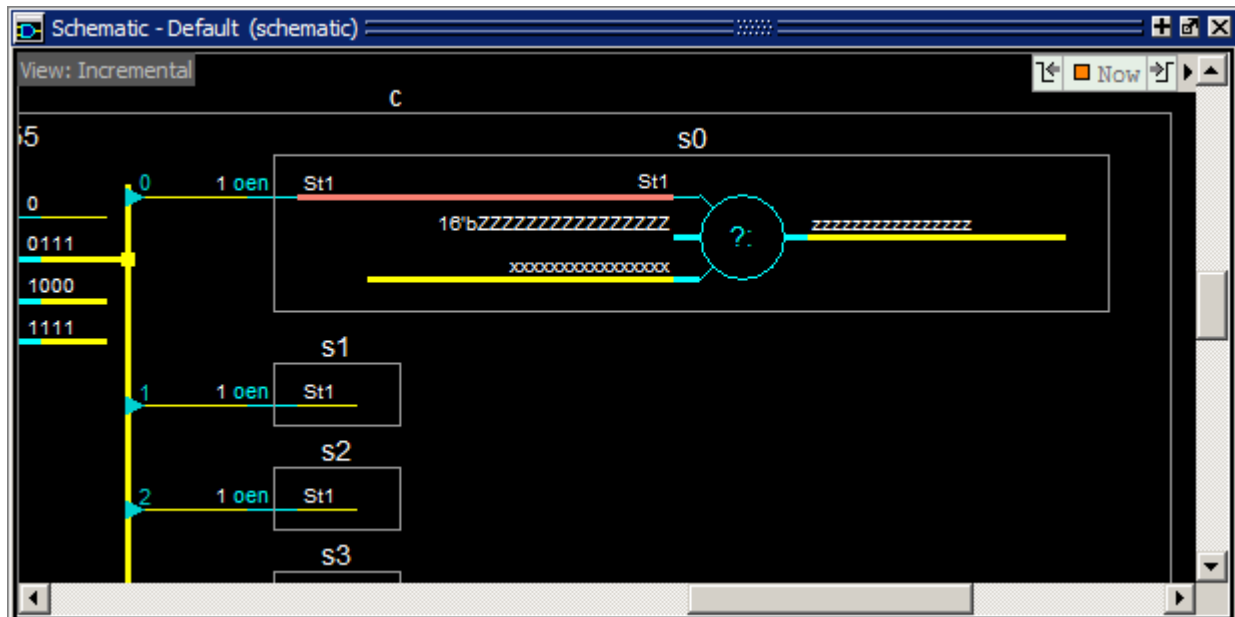 Schematic - Default (schematic)
View: Incremental
Now
C
55
s0
0
1 oen
St1
St1
0
16'bZZZZZZZZZZZZZZZZ
?:
zzzzzzzzzzzzzzzz
0111
xxxxxxxxxxxxxxxx
1000
1111
s1
1
1 oen
St1
s2
2
1 oen
St1
s3